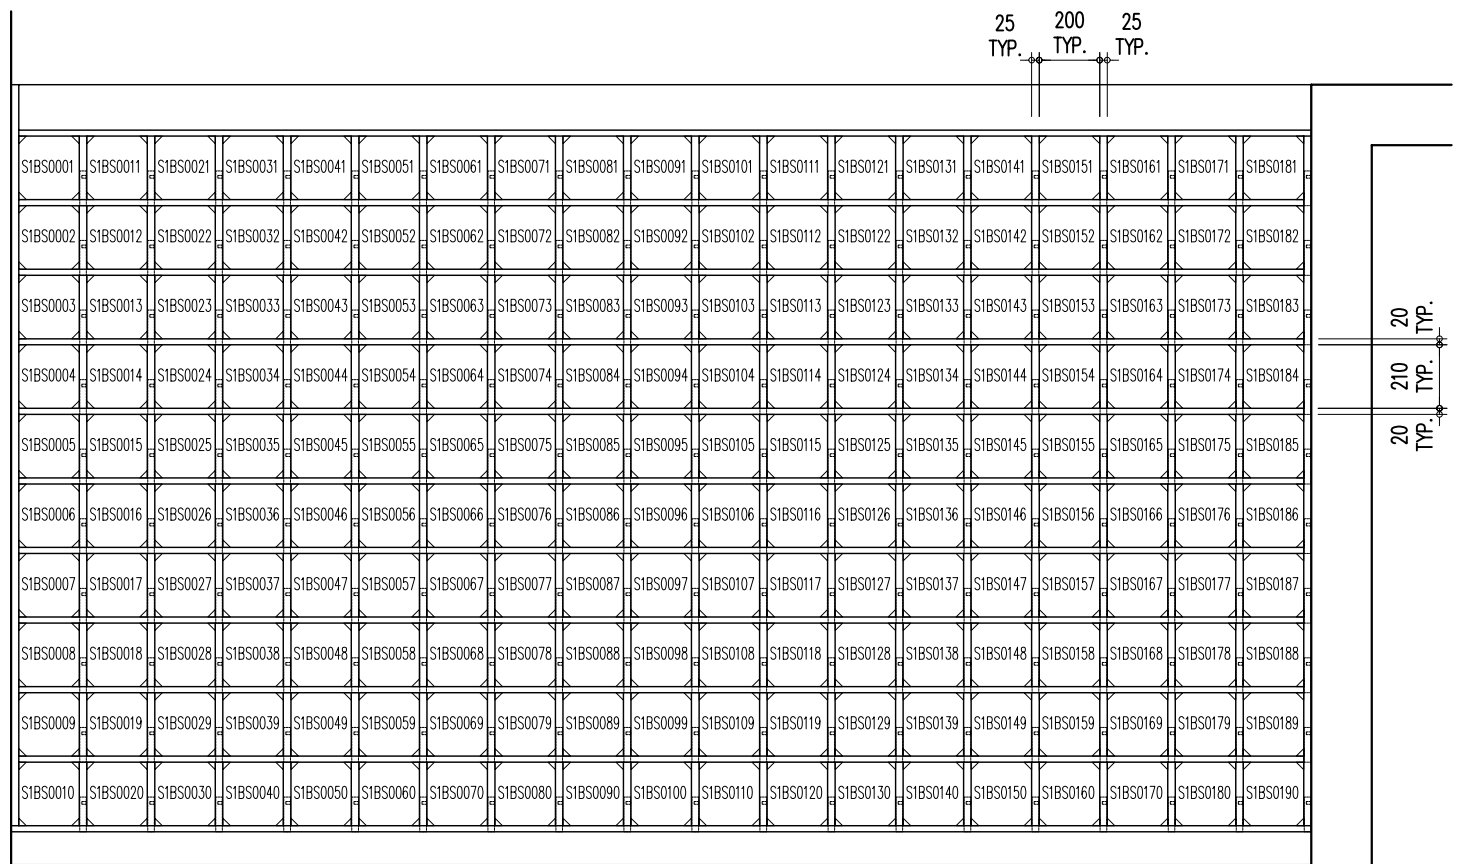 25 200 25
TYP. TYP. TYP.
S1BS0001 S1BS0011 S1BS0021 S1BS0031 S1BS0041 S1BS0051 S1BS0061 S1BS0071 S1BS0081 S1BS0091 S1BS0101 S1BS0111 S1BS0121 S1BS0131 S1BS0141 S1BS0151 S1BS0161 S1BS0171 S1BS0181
S1BS0002 S1BS0012 S1BS0022 S1BS0032 S1BS0042 S1BS0052 S1BS0062 S1BS0072 S1BS0082 S1BS0092 S1BS0102 S1BS0112 S1BS0122 S1BS0132 S1BS0142 S1BS0152 S1BS0162 S1BS0172 S1BS0182
S1BS0003 S1BS0013 S1BS0023 S1BS0033 S1BS0043 S1BS0053 S1BS0063 S1BS0073 S1BS0083 S1BS0093 S1BS0103 S1BS0113 S1BS0123 S1BS0133 S1BS0143 S1BS0153 S1BS0163 S1BS0173 S1BS0183
S1BS0004 S1BS0014 S1BS0024 S1BS0034 S1BS0044 S1BS0054 S1BS0064 S1BS0074 S1BS0084 S1BS0094 S1BS0104 S1BS0114 S1BS0124 S1BS0134 S1BS0144 S1BS0154 S1BS0164 S1BS0174 S1BS0184
S1BS0005 S1BS0015 S1BS0025 S1BS0035 S1BS0045 S1BS0055 S1BS0065 S1BS0075 S1BS0085 S1BS0095 S1BS0105 S1BS0115 S1BS0125 S1BS0135 S1BS0145 S1BS0155 S1BS0165 S1BS0175 S1BS0185
S1BS0006 S1BS0016 S1BS0026 S1BS0036 S1BS0046 S1BS0056 S1BS0066 S1BS0076 S1BS0086 S1BS0096 S1BS0106 S1BS0116 S1BS0126 S1BS0136 S1BS0146 S1BS0156 S1BS0166 S1BS0176 S1BS0186
S1BS0007 S1BS0017 S1BS0027 S1BS0037 S1BS0047 S1BS0057 S1BS0067 S1BS0077 S1BS0087 S1BS0097 S1BS0107 S1BS0117 S1BS0127 S1BS0137 S1BS0147 S1BS0157 S1BS0167 S1BS0177 S1BS0187
S1BS0008 S1BS0018 S1BS0028 S1BS0038 S1BS0048 S1BS0058 S1BS0068 S1BS0078 S1BS0088 S1BS0098 S1BS0108 S1BS0118 S1BS0128 S1BS0138 S1BS0148 S1BS0158 S1BS0168 S1BS0178 S1BS0188
S1BS0009 S1BS0019 S1BS0029 S1BS0039 S1BS0049 S1BS0059 S1BS0069 S1BS0079 S1BS0089 S1BS0099 S1BS0109 S1BS0119 S1BS0129 S1BS0139 S1BS0149 S1BS0159 S1BS0169 S1BS0179 S1BS0189
S1BS0010 S1BS0020 S1BS0030 S1BS0040 S1BS0050 S1BS0060 S1BS0070 S1BS0080 S1BS0090 S1BS0100 S1BS0110 S1BS0120 S1BS0130 S1BS0140 S1BS0150 S1BS0160 S1BS0170 S1BS0180 S1BS0190
20
TYP.
210
TYP.
20
TYP.